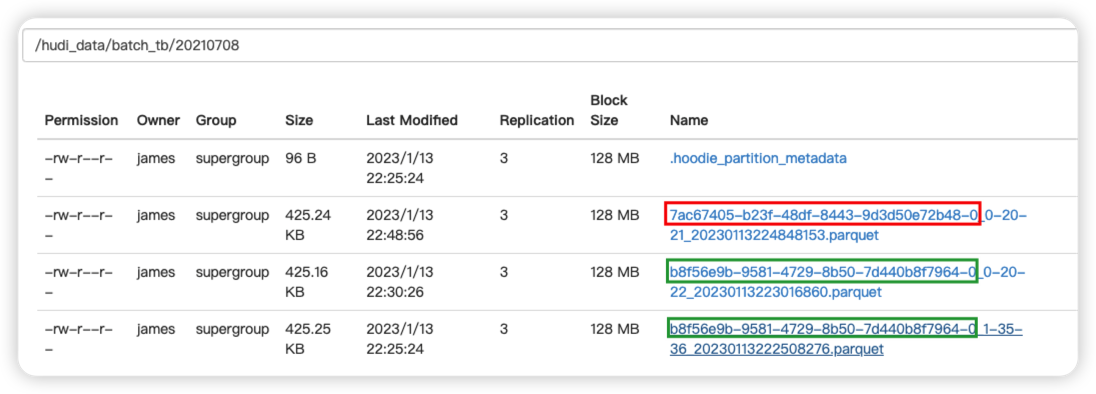 /hudi_data/batch_tb/20210708
Block
Permission Owner Group Size Last Modified Replication Size Name
-rw-r--r- james supergroup 96 B 2023/1/13 3 128 MB .hoodie_partition_metadata
- 22:25:24
-rw-r--r- james supergroup 425.24 2023/1/13 3 128 MB 7ac67405-b23f-48df-8443-9d3d50e72b48-0_0-20-
- KB 22:48:56 21_20230113224848153.parquet
-rw-r--r- james supergroup 425.16 2023/1/13 3 128 MB b8f56e9b-9581-4729-8b50-7d440b8f7964-0_0-20-
- KB 22:30:26 22_20230113223016860.parquet
-rw-r--r- james supergroup 425.25 2023/1/13 3 128 MB b8f56e9b-9581-4729-8b50-7d440b8f7964-0_1-35-
- KB 22:25:24 36_20230113222508276.parquet